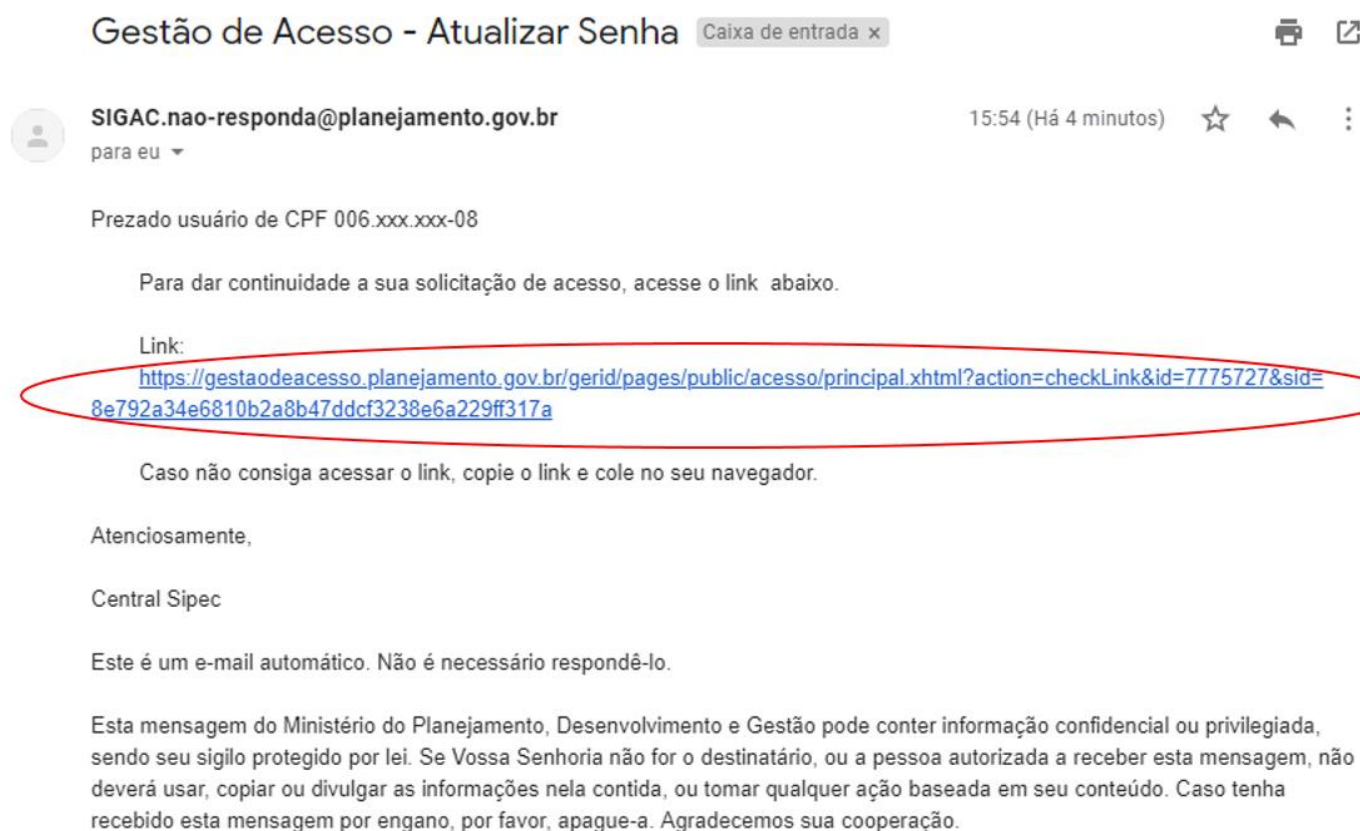 Gestão de Acesso - Atualizar Senha Caixa de entrada x
SIGAC.nao-responda@planejamento.gov.br 15:54 (Há 4 minutos)
para eu
Prezado usuário de CPF 006.xxx.xxx-08
Para dar continuidade a sua solicitação de acesso, acesse o link abaixo.
Link:
https://gestaodeacesso.planejamento.gov.br/gerid/pages/public/acesso/principal.xhtml?action=checkLink&id=7775727&sid=
8e792a34e6810b2a8b47ddcf3238e6a229ff317a
Caso não consiga acessar o link, copie o link e cole no seu navegador.
Atenciosamente,
Central Sipec
Este é um e-mail automático. Não é necessário respondê-lo.
Esta mensagem do Ministério do Planejamento, Desenvolvimento e Gestão pode conter informação confidencial ou privilegiada,
sendo seu sigilo protegido por lei. Se Vossa Senhoria não for o destinatário, ou a pessoa autorizada a receber esta mensagem, não
deverá usar, copiar ou divulgar as informações nela contida, ou tomar qualquer ação baseada em seu conteúdo. Caso tenha
recebido esta mensagem por engano, por favor, apague-a. Agradecemos sua cooperação.